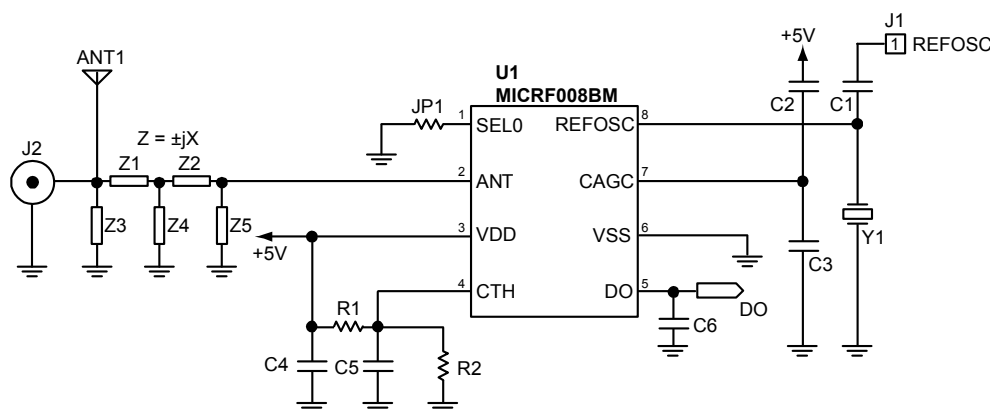 J1
+5V
1 REFOSC
ANT1
U1
MICRF008BM
C2
C1
JP1
1 SEL0
REFOSC 8
J2
Z = ±jX
Z1
Z2
2 ANT
CAGC 7
Z3
Z4
Z5
3 VDD
VSS 6
+5V
C3
Y1
4 CTH
DO 5
DO
R1
C6
C4
C5
R2